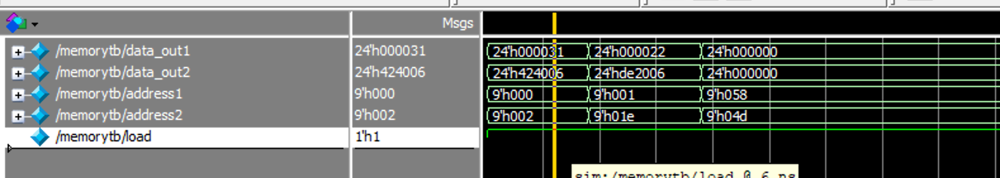 Msgs
/memorytb/data_out1 24'h000031 24'h000031 24'h000022 24'h000000
/memorytb/data_out2 24'h424006 24'h424006 24'hde2006 24'h000000
/memorytb/address1 9'h000 9'h000 9'h001 9'h058
/memorytb/address2 9'h002 9'h002 9'h01e 9'h04d
/memorytb/load 1'h1
sim:/memorytb/load @ 6 ns